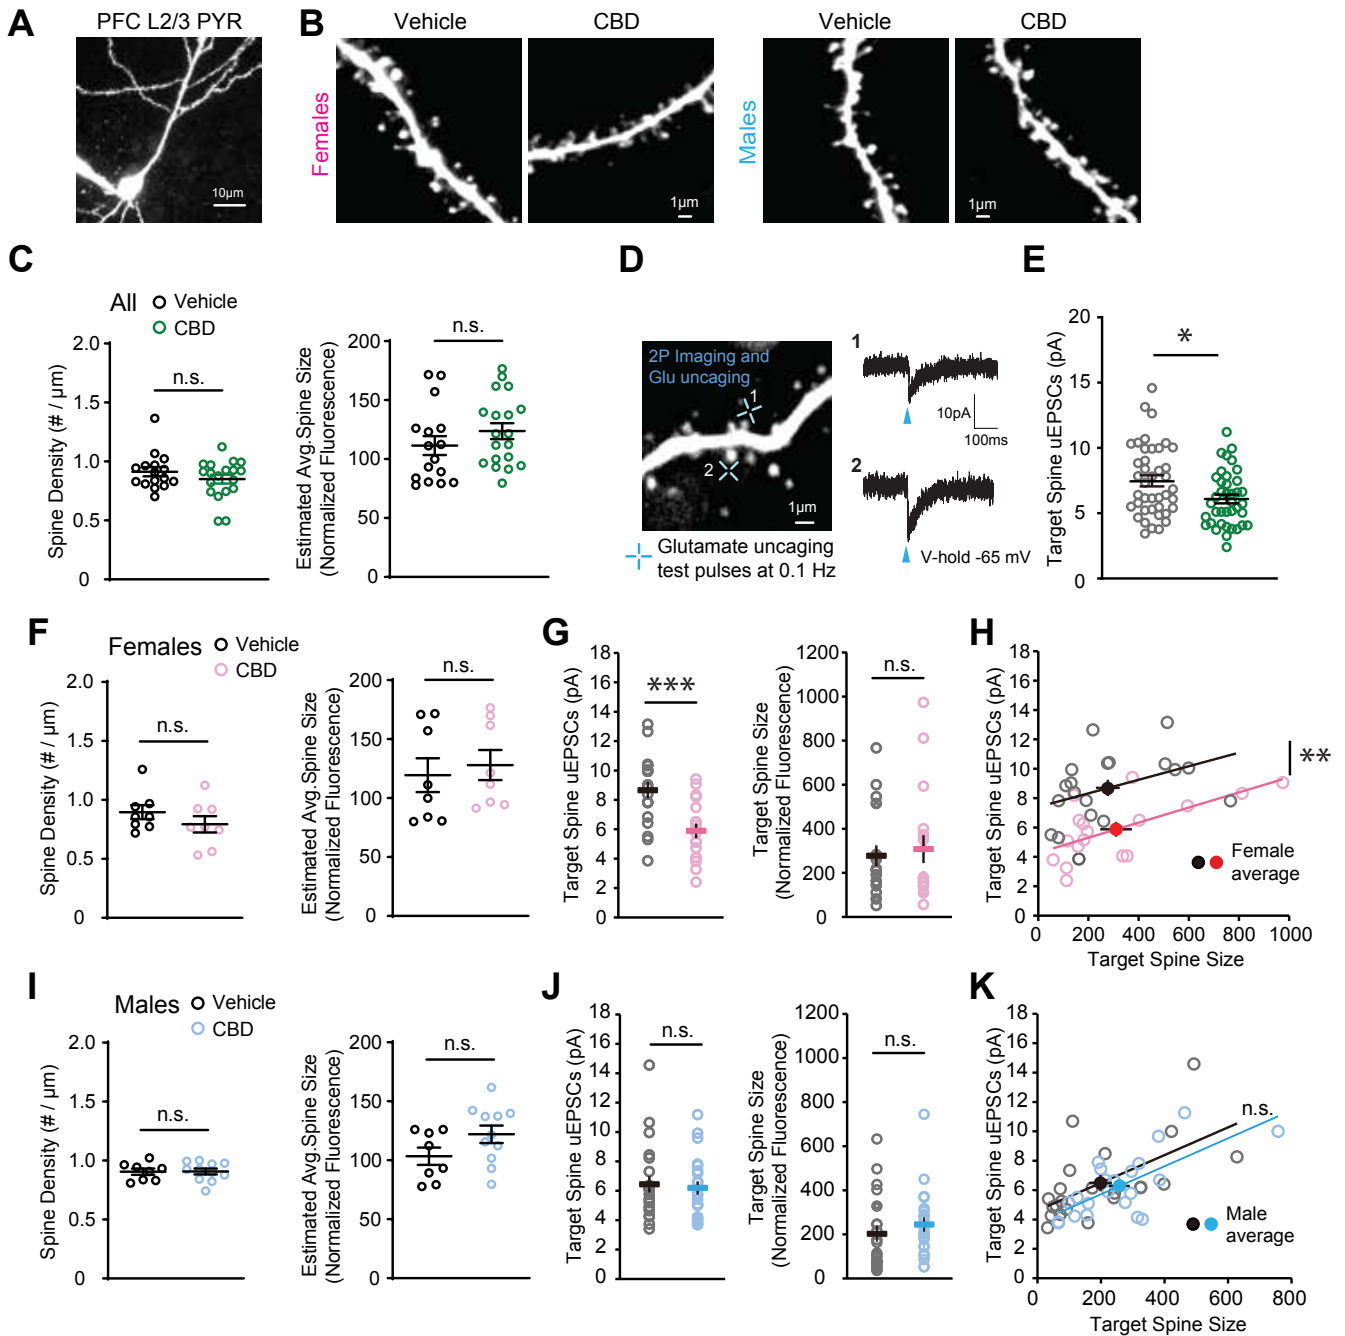 A
PFC L2/3 PYR
10µm
B
Vehicle
CBD
Vehicle
CBD
Females
Males
1µm
1µm
C
All
Vehicle
CBD
Spine Density (# / µm)
2.0
1.5
1.0
0.5
0
n.s.
Estimated Avg.Spine Size
(Normalized Fluorescence)
200
150
100
50
0
n.s.
D
2P Imaging and
Glu uncaging
1
2
1µm
Glutamate uncaging
test pulses at 0.1 Hz
1
10pA
100ms
2
V-hold -65 mV
E
Target Spine uEPSCs (pA)
20
15
10
5
0
*
F
Females
Vehicle
CBD
Spine Density (# / µm)
2.0
1.5
1.0
0.5
0
n.s.
Estimated Avg.Spine Size
(Normalized Fluorescence)
200
150
100
50
0
n.s.
G
Target Spine uEPSCs (pA)
18
16
14
12
10
8
6
4
2
0
***
Target Spine Size
(Normalized Fluorescence)
1200
1000
800
600
400
200
0
n.s.
H
Target Spine uEPSCs (pA)
18
16
14
12
10
8
6
4
2
0
**
Female
average
0 200 400 600 800 1000
Target Spine Size
I
Males
Vehicle
CBD
Spine Density (# / µm)
2.0
1.5
1.0
0.5
0
n.s.
Estimated Avg.Spine Size
(Normalized Fluorescence)
200
150
100
50
0
n.s.
J
Target Spine uEPSCs (pA)
18
16
14
12
10
8
6
4
2
0
n.s.
Target Spine Size
(Normalized Fluorescence)
1200
1000
800
600
400
200
0
n.s.
K
Target Spine uEPSCs (pA)
18
16
14
12
10
8
6
4
2
0
n.s.
Male
average
0 200 400 600 800
Target Spine Size